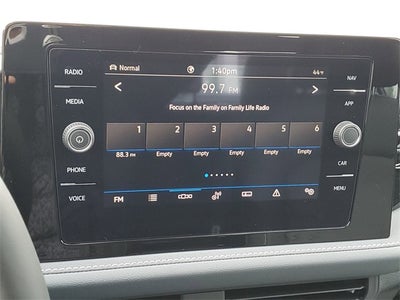 RADIO
MEDIA
PHONE
VOICE
Normal
1:40pm
44°F
99.7 FM
Focus on the Family on Family Life Radio
1 2 3 4 5 6
88.3 FM Empty Empty Empty Empty Empty
FM
NAV
APP
CAR
MENU